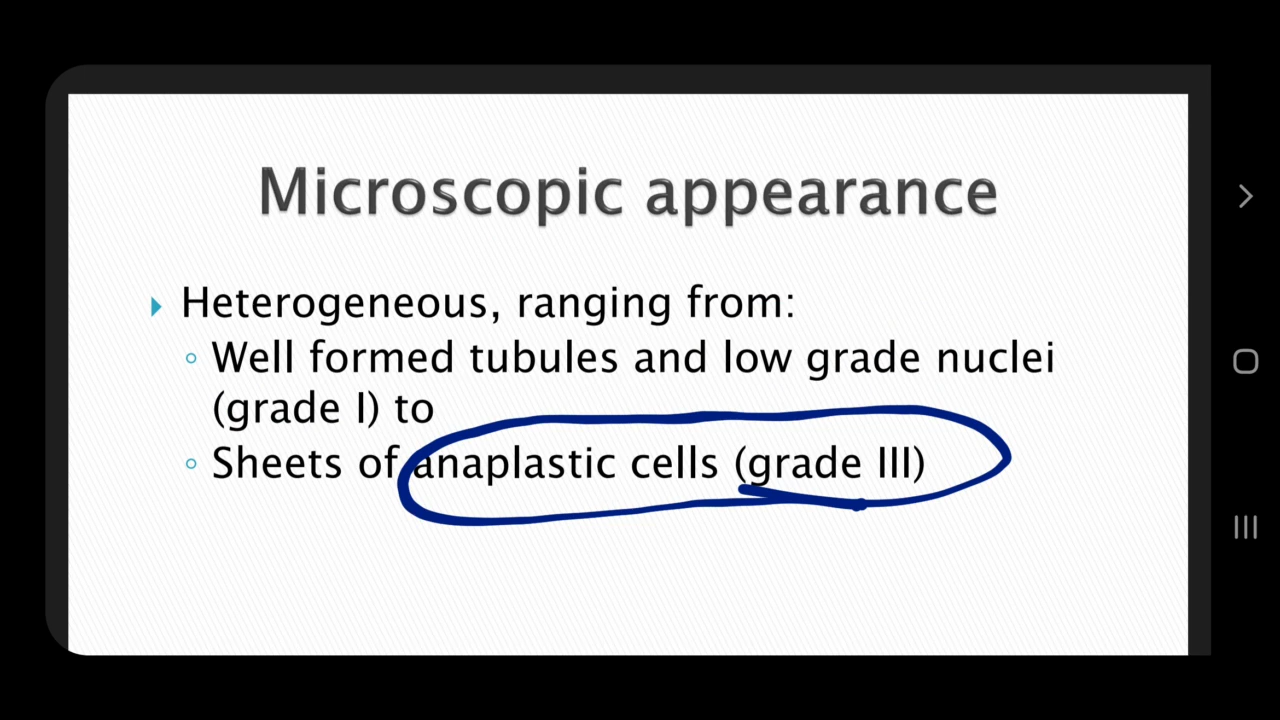 Microscopic appearance
Heterogeneous, ranging from:
Well formed tubules and low grade nuclei
(grade I) to
Sheets of anaplastic cells (grade III)